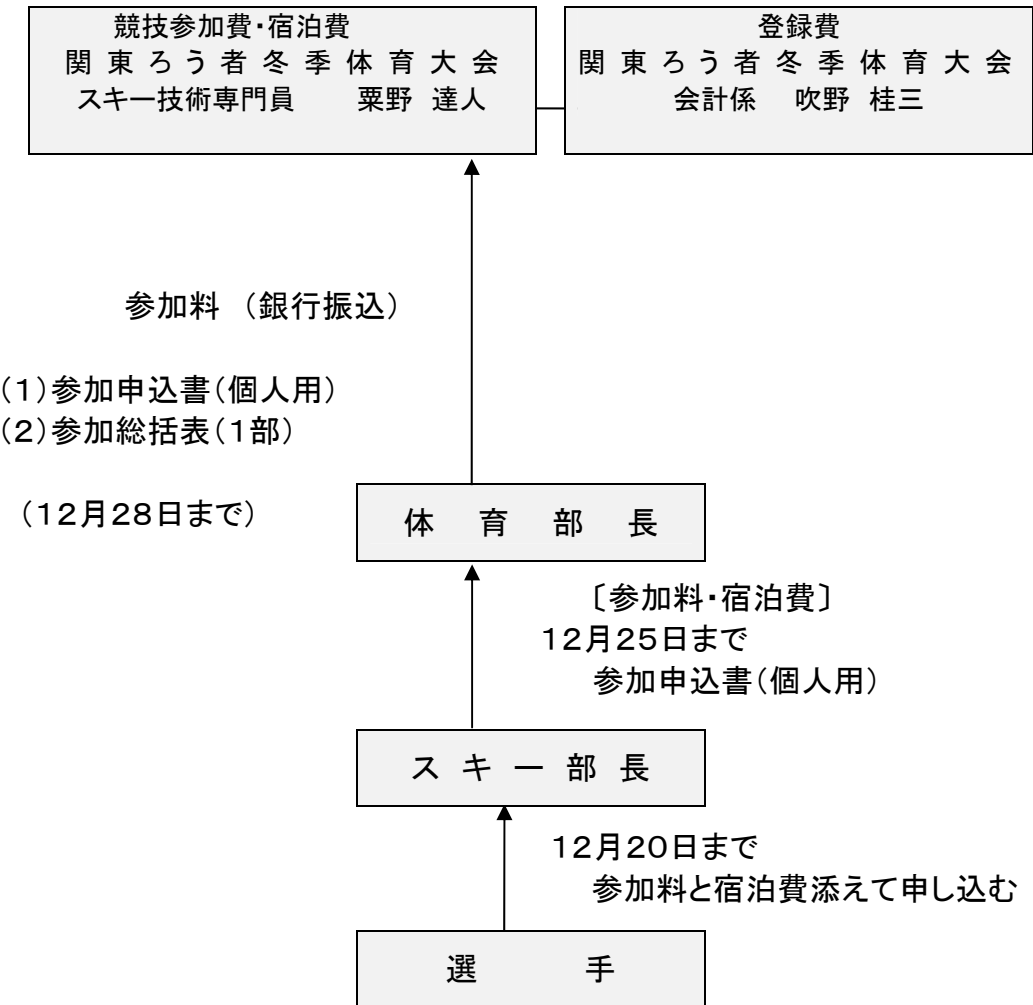 競技参加費・宿泊費
関東ろう者冬季体育大会
スキー技術専門員　　粟野 達人
登録費
関東ろう者冬季体育大会
会計係　吹野 桂三
参加料 （銀行振込）
（１）参加申込書（個人用）
（２）参加総括表（１部）
（１２月２８日まで）
体　育　部　長
〔参加料・宿泊費〕
１２月２５日まで
参加申込書（個人用）
スキー部長
１２月２０日まで
参加料と宿泊費添えて申し込む
選　　　手